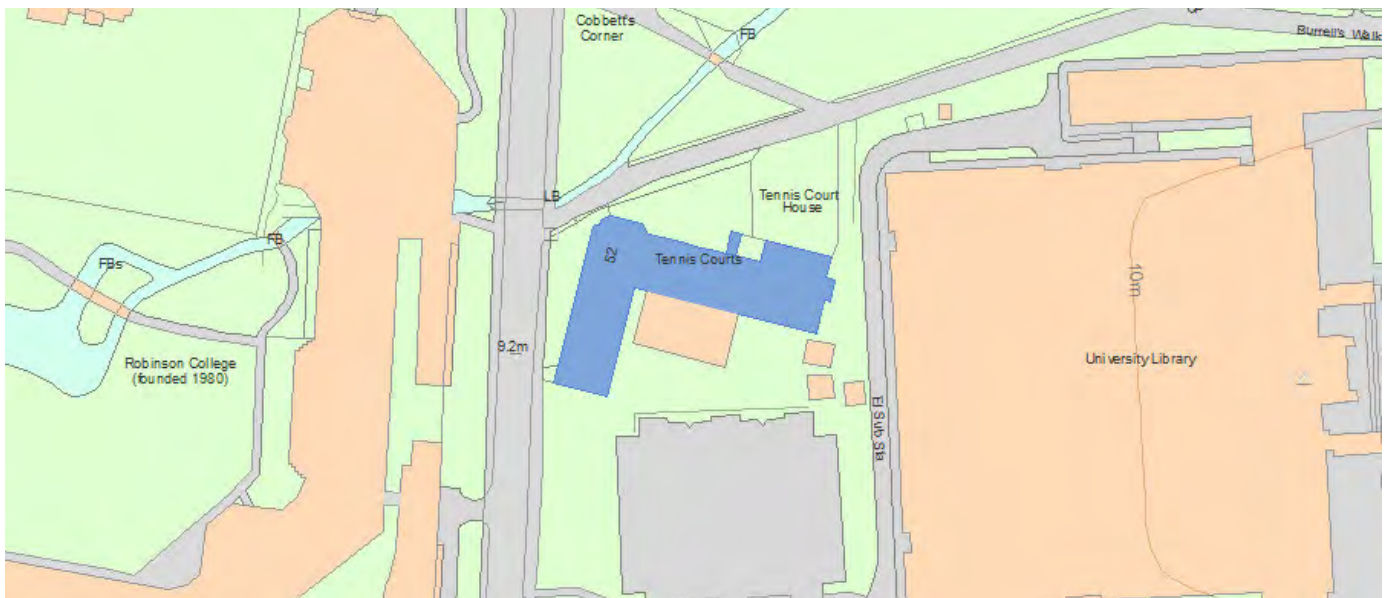 Cobbett's
Corner
FB
Burrell's Walk
LB
Tennis Court
House
FB
52
Tennis Courts
FBs
10m
9.2m
Robinson College
(founded 1980)
University Library
El Sub Sta